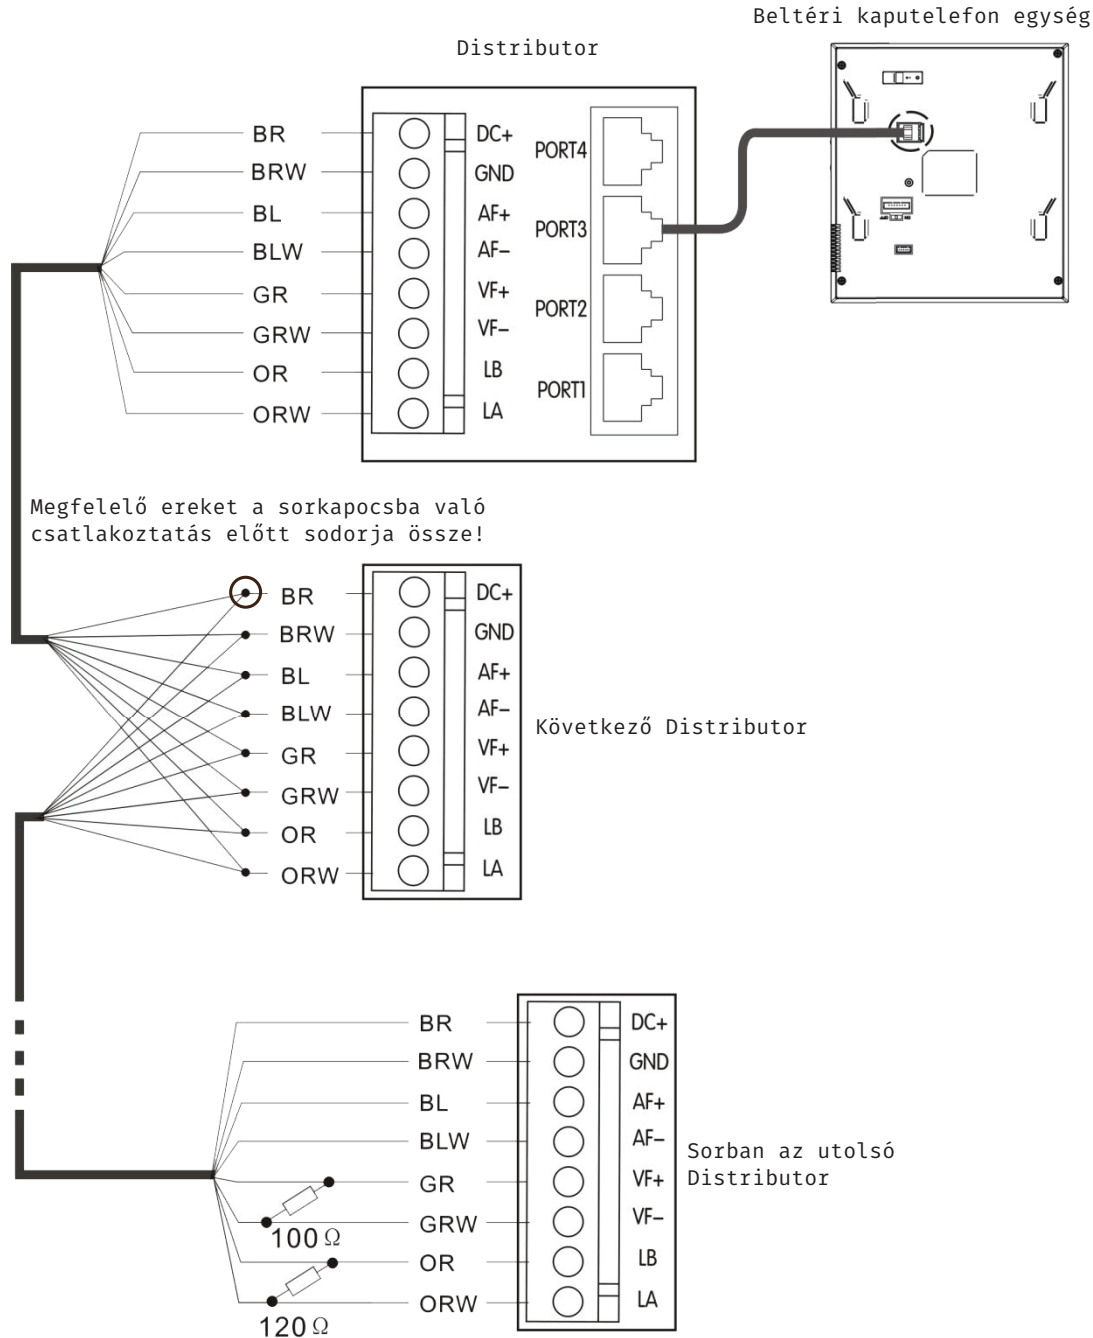 Beltéri kaputelefon egység
Distributor
BR DC+
BRW GND
BL AF+
BLW AF–
GR VF+
GRW VF–
OR LB
ORW LA
PORT4
PORT3
PORT2
PORT1
Megfelelő ereket a sorkapocsba való
csatlakoztatás előtt sodorja össze!
BR DC+
BRW GND
BL AF+
BLW AF–
GR VF+
GRW VF–
OR LB
ORW LA
Következő Distributor
BR DC+
BRW GND
BL AF+
BLW AF–
GR VF+
GRW VF–
OR LB
ORW LA
100 Ω
120 Ω
Sorban az utolsó
Distributor